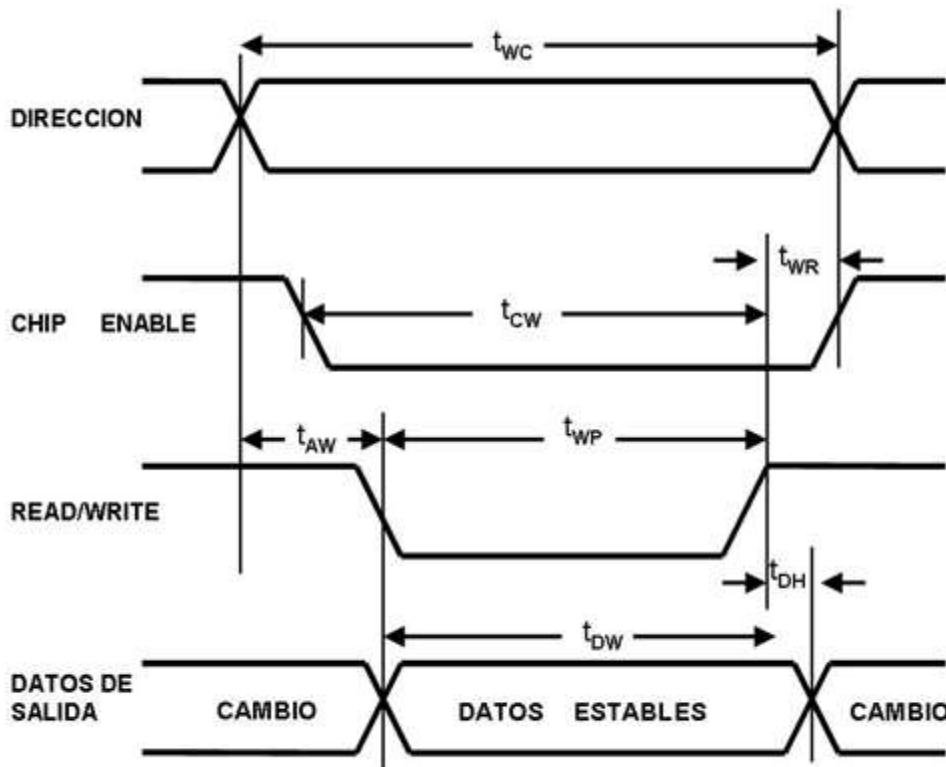 tWC
DIRECCION
tWR
CHIP ENABLE
tCW
tAW
tWP
READ/WRITE
tDH
tDW
DATOS DE
SALIDA
CAMBIO
DATOS ESTABLES
CAMBIO